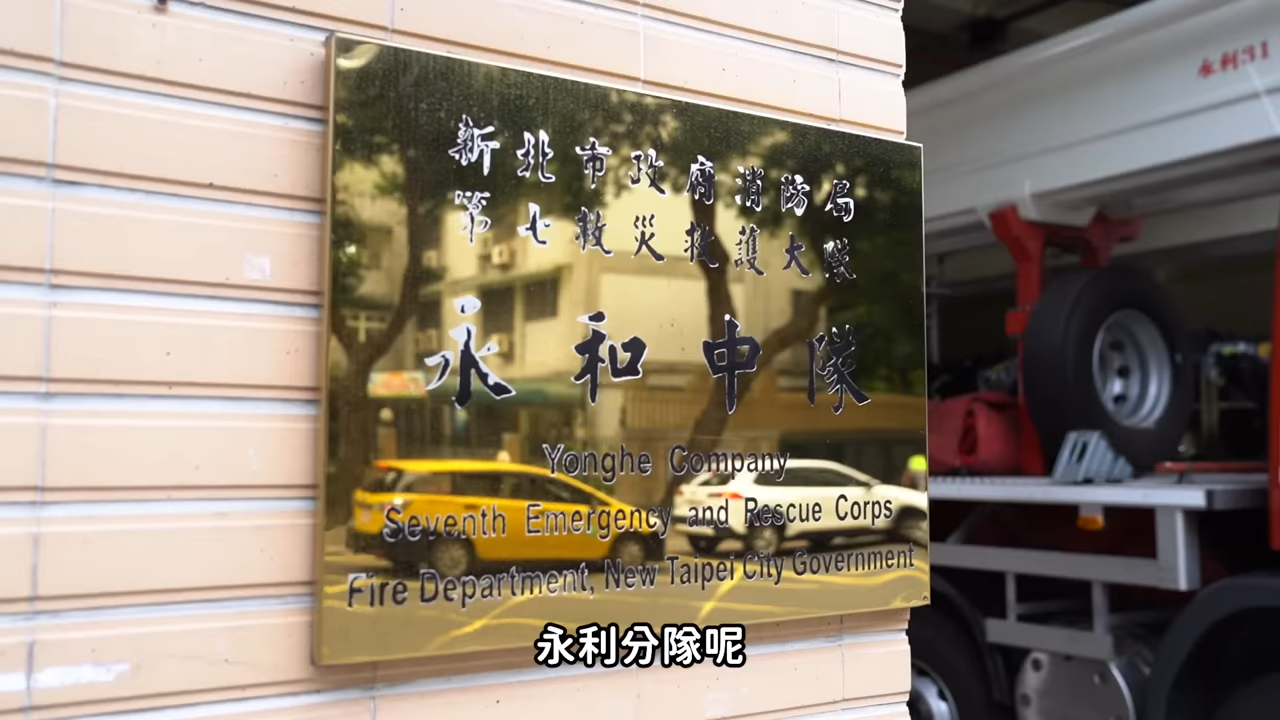 新北市政府消防局
第七救災救護大隊
永和中隊
Yonghe Company
Seventh Emergency and Rescue Corps
Fire Department, New Taipei City Government
永利31
永利分隊呢